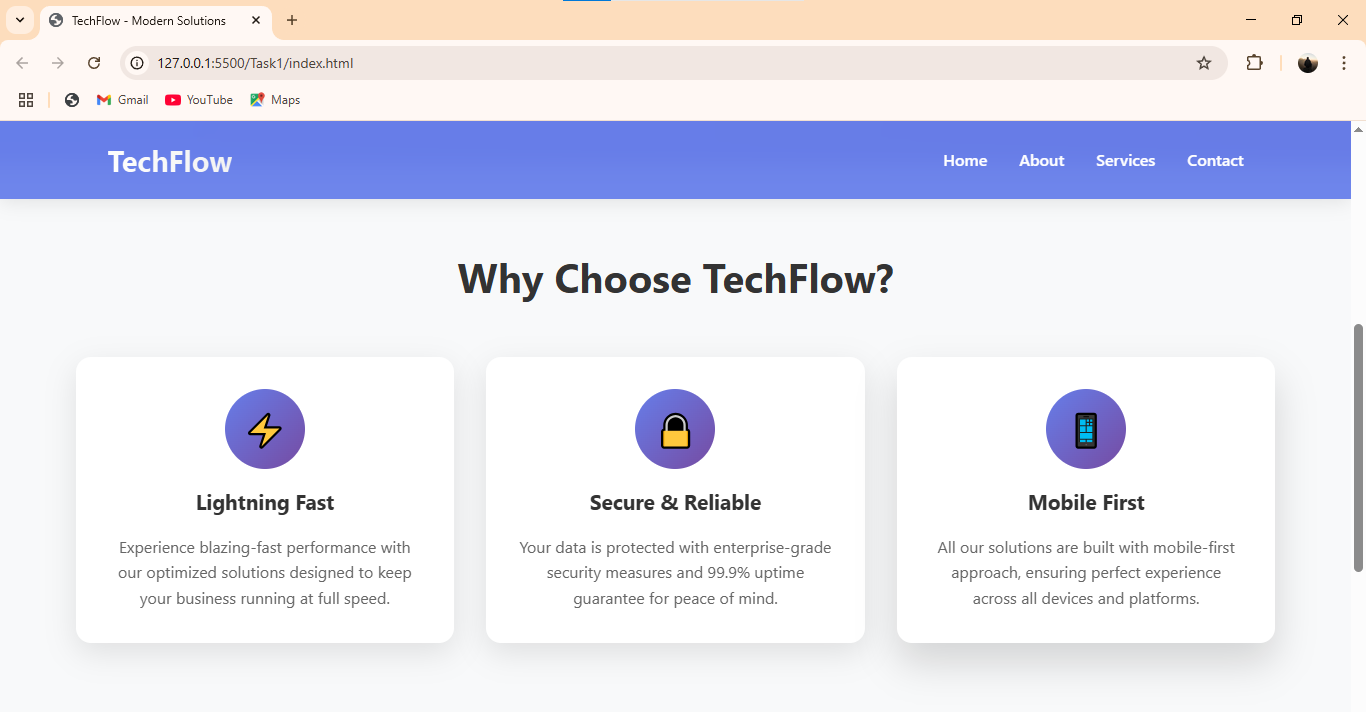 TechFlow - Modern Solutions
127.0.0.1:5500/Task1/index.html
Gmail YouTube Maps
TechFlow Home About Services Contact
Why Choose TechFlow?
Lightning Fast
Experience blazing-fast performance with
our optimized solutions designed to keep
your business running at full speed.
Secure & Reliable
Your data is protected with enterprise-grade
security measures and 99.9% uptime
guarantee for peace of mind.
Mobile First
All our solutions are built with mobile-first
approach, ensuring perfect experience
across all devices and platforms.